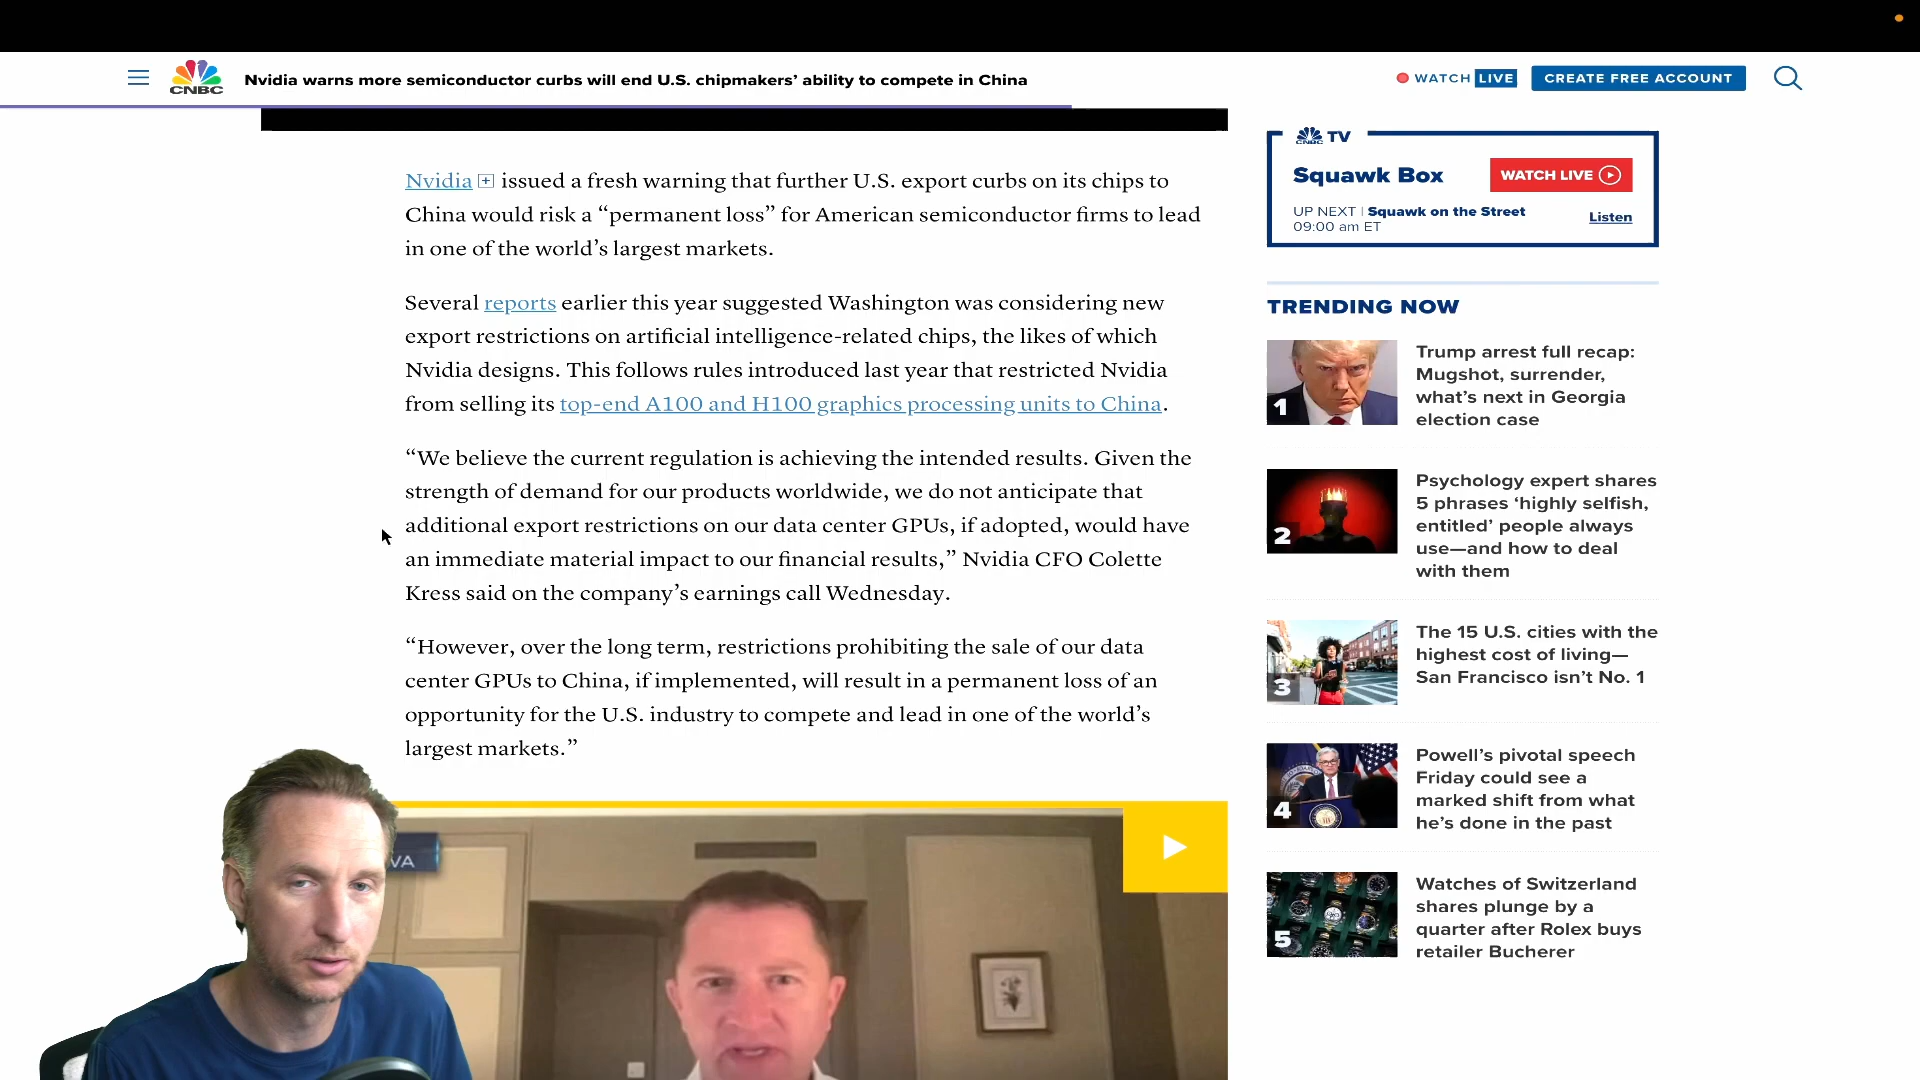 CNBC
Nvidia warns more semiconductor curbs will end U.S. chipmakers’ ability to compete in China
WATCH LIVE
CREATE FREE ACCOUNT
Nvidia + issued a fresh warning that further U.S. export curbs on its chips to
China would risk a “permanent loss” for American semiconductor firms to lead
in one of the world’s largest markets.
Several reports earlier this year suggested Washington was considering new
export restrictions on artificial intelligence-related chips, the likes of which
Nvidia designs. This follows rules introduced last year that restricted Nvidia
from selling its top-end A100 and H100 graphics processing units to China.
“We believe the current regulation is achieving the intended results. Given the
strength of demand for our products worldwide, we do not anticipate that
additional export restrictions on our data center GPUs, if adopted, would have
an immediate material impact to our financial results,” Nvidia CFO Colette
Kress said on the company’s earnings call Wednesday.
“However, over the long term, restrictions prohibiting the sale of our data
center GPUs to China, if implemented, will result in a permanent loss of an
opportunity for the U.S. industry to compete and lead in one of the world’s
largest markets.”
VA
CNBC TV
Squawk Box
WATCH LIVE
UP NEXT | Squawk on the Street
09:00 am ET
Listen
TRENDING NOW
1
Trump arrest full recap:
Mugshot, surrender,
what’s next in Georgia
election case
2
Psychology expert shares
5 phrases ‘highly selfish,
entitled’ people always
use—and how to deal
with them
3
The 15 U.S. cities with the
highest cost of living—
San Francisco isn’t No. 1
4
Powell’s pivotal speech
Friday could see a
marked shift from what
he’s done in the past
5
Watches of Switzerland
shares plunge by a
quarter after Rolex buys
retailer Bucherer